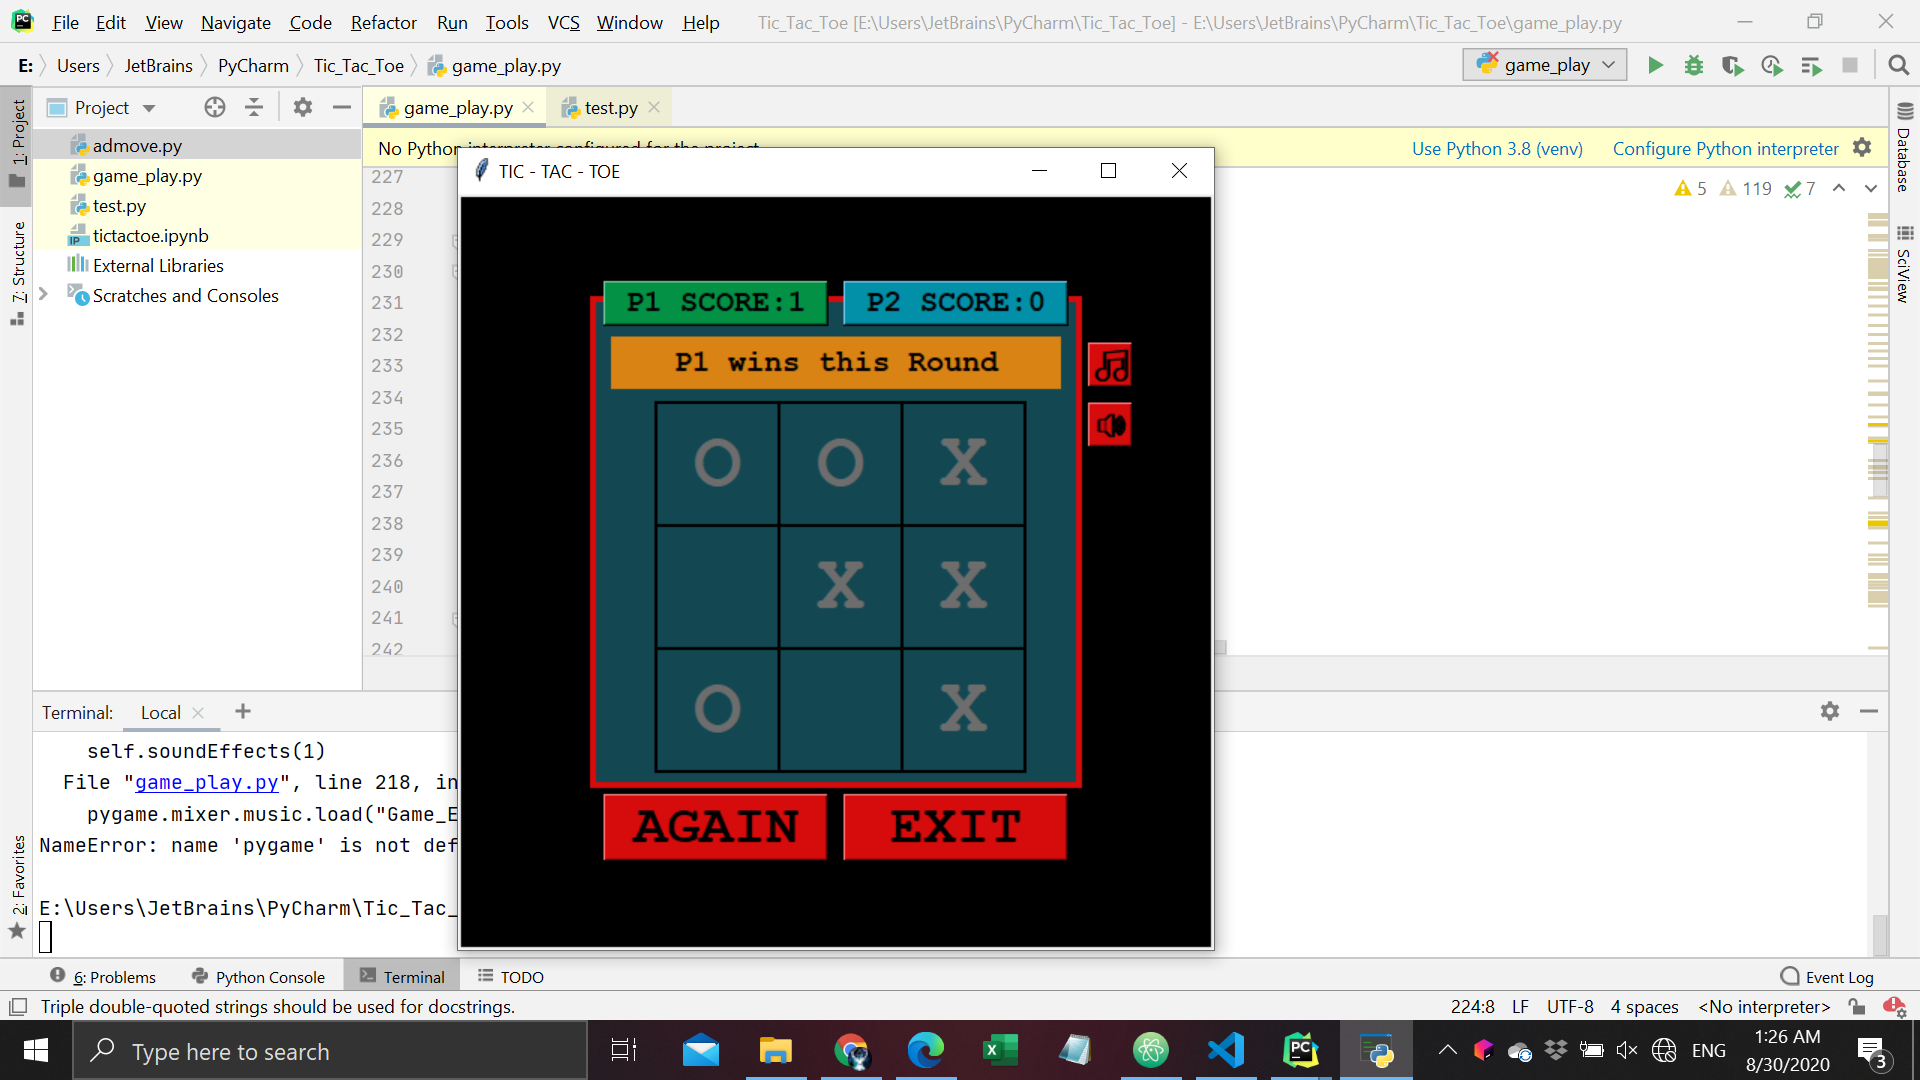 File Edit View Navigate Code Refactor Run Tools VCS Window Help Tic_Tac_Toe [E:\Users\JetBrains\PyCharm\Tic_Tac_Toe] - E:\Users\JetBrains\PyCharm\Tic_Tac_Toe\game_play.py
E: Users JetBrains PyCharm Tic_Tac_Toe game_play.py game_play
1: Project
7: Structure
2: Favorites
Project
admove.py
game_play.py
test.py
tictactoe.ipynb
External Libraries
Scratches and Consoles
game_play.py test.py
No Python interpreter configured for the project Use Python 3.8 (venv) Configure Python interpreter
5 119 7
227
228
229
230
231
232
233
234
235
236
237
238
239
240
241
242
Database
SciView
TIC - TAC - TOE
P1 SCORE:1 P2 SCORE:0
P1 wins this Round
O O X
X X
O X
AGAIN EXIT
Terminal: Local
self.soundEffects(1)
File "game_play.py", line 218, in
pygame.mixer.music.load("Game_E
NameError: name 'pygame' is not def
E:\Users\JetBrains\PyCharm\Tic_Tac_
6: Problems Python Console Terminal TODO Event Log
Triple double-quoted strings should be used for docstrings. 224:8 LF UTF-8 4 spaces <No interpreter>
Type here to search
ENG
1:26 AM
8/30/2020
3